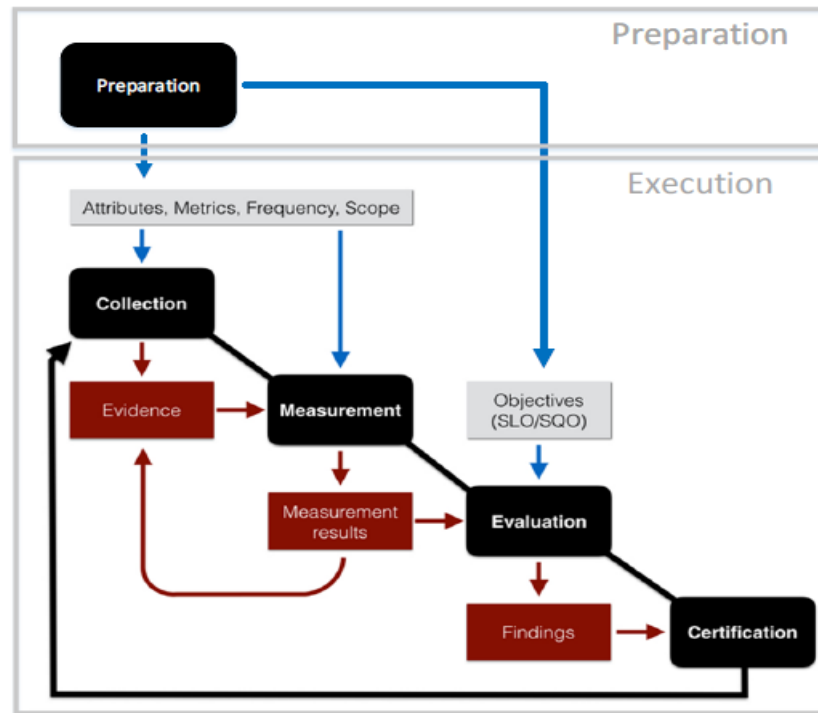 Preparation
Preparation
Execution
Attributes, Metrics, Frequency, Scope
Collection
Evidence
Measurement
Objectives
(SLO/SQO)
Measurement
results
Evaluation
Findings
Certification